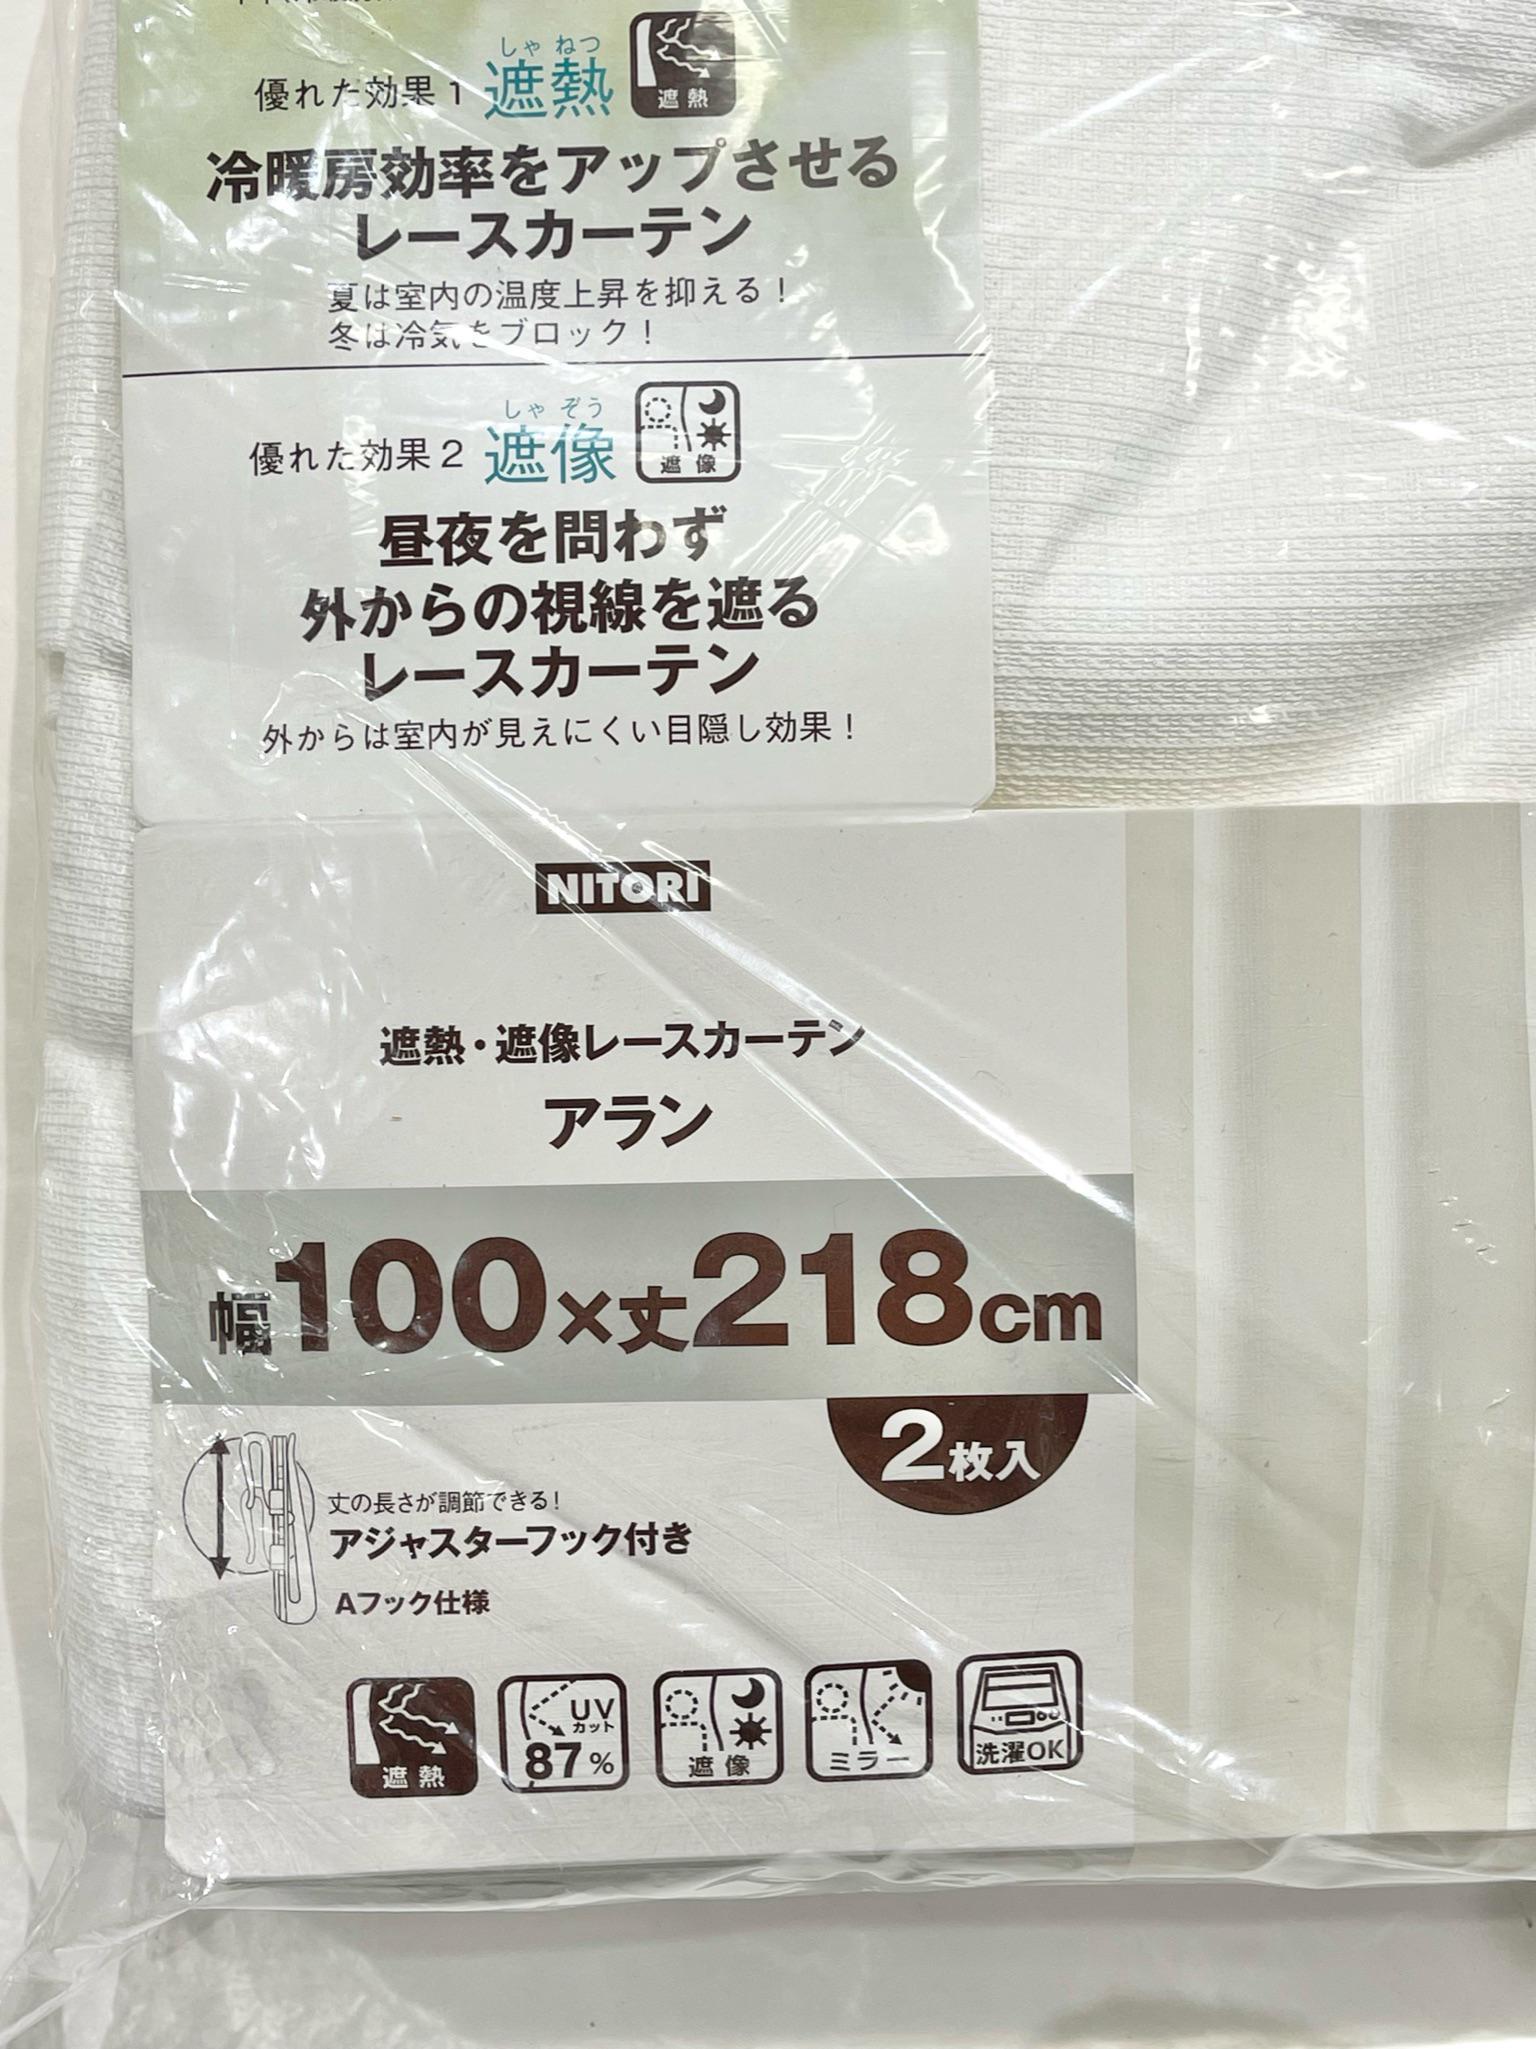 しゃ ねつ
優れた効果1 遮熱 遮熱
冷暖房効率をアップさせる
レースカーテン
夏は室内の温度上昇を抑える！
冬は冷気をブロック！
しゃ ぞう
優れた効果2 遮像 遮像
昼夜を問わず
外からの視線を遮る
レースカーテン
外からは室内が見えにくい目隠し効果！
NITORI
遮熱・遮像レースカーテン
アラン
幅100×丈218cm
2枚入
丈の長さが調節できる！
アジャスターフック付き
Aフック仕様
遮熱
UVカット 87%
遮像
ミラー
洗濯OK